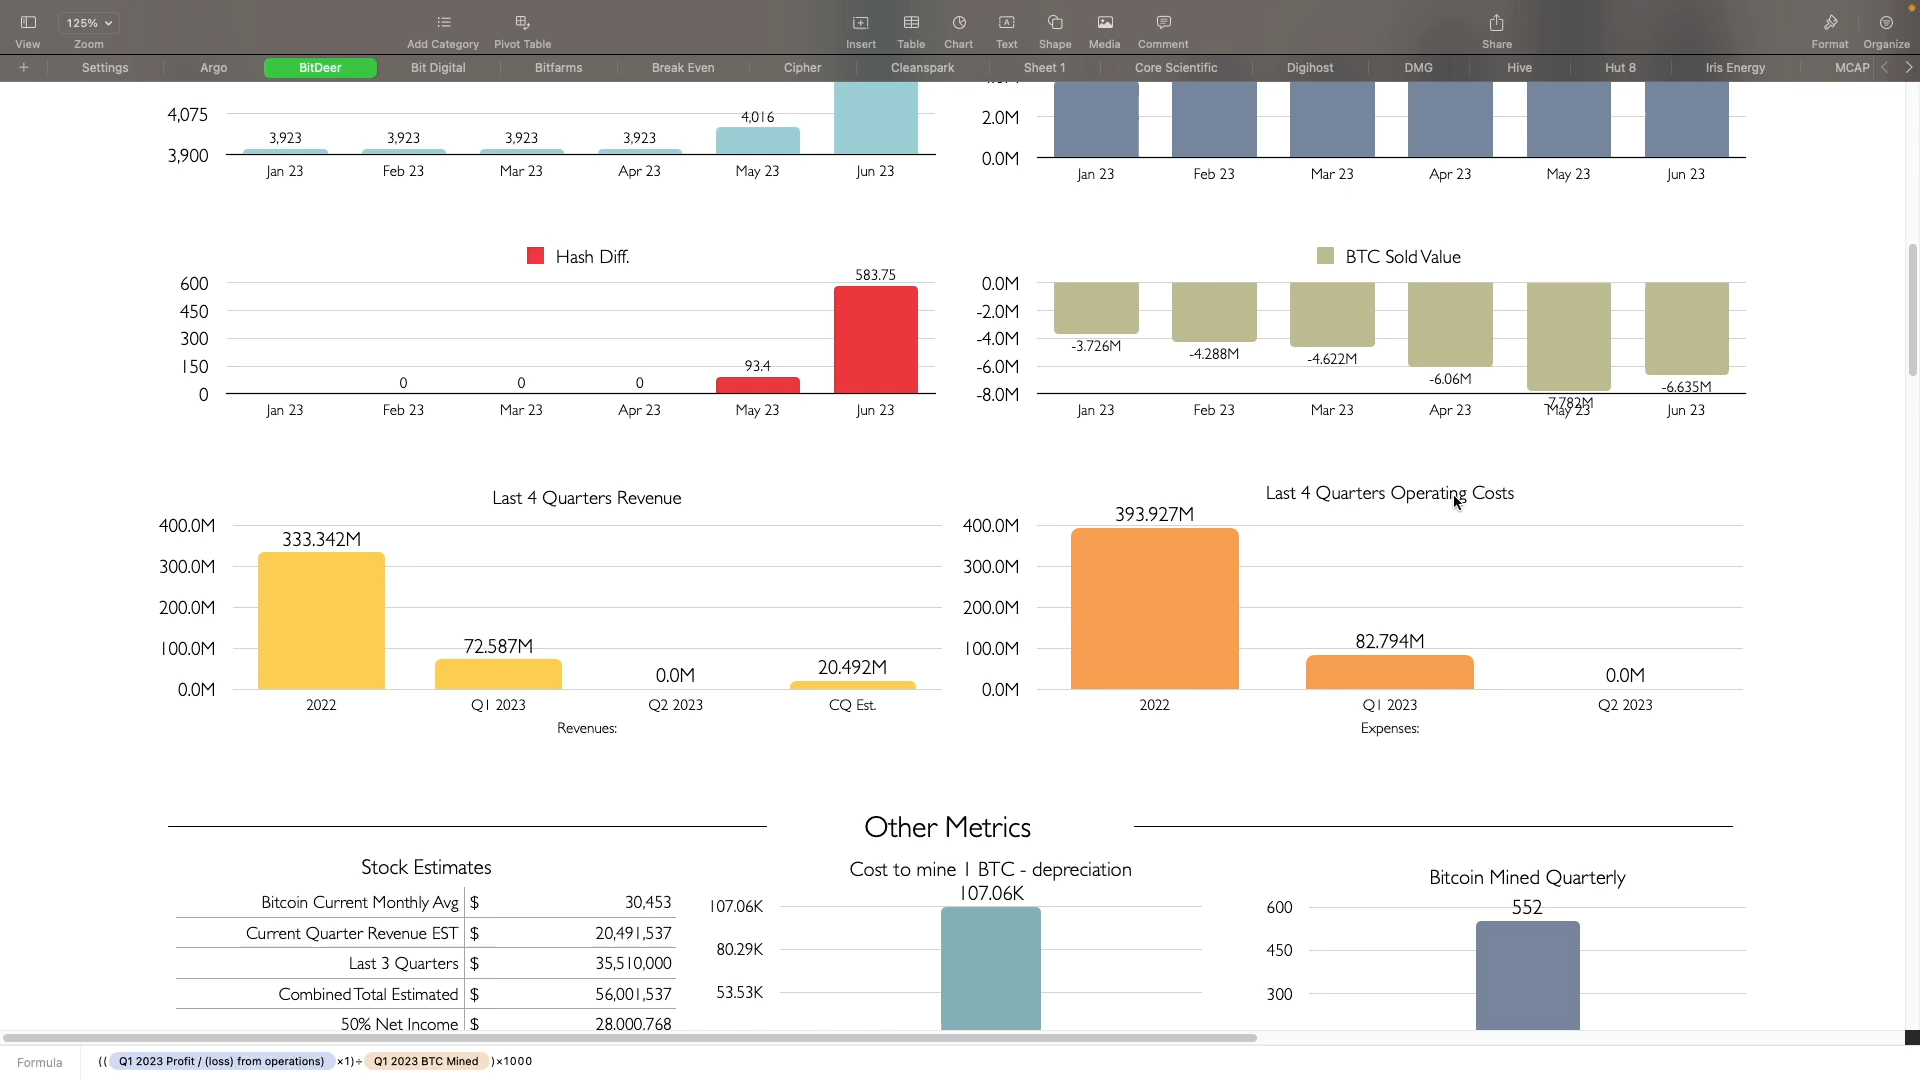 125%
View
Zoom
Add Category
Pivot Table
Insert
Table
Chart
Text
Shape
Media
Comment
Share
Format
Organize
Settings
Argo
BitDeer
Bit Digital
Bitfarms
Break Even
Cipher
Cleanspark
Sheet 1
Core Scientific
Digihost
DMG
Hive
Hut 8
Iris Energy
MCAP
4,075
3,900
3,923
3,923
3,923
3,923
4,016
Jan 23
Feb 23
Mar 23
Apr 23
May 23
Jun 23
2.0M
0.0M
Jan 23
Feb 23
Mar 23
Apr 23
May 23
Jun 23
Hash Diff.
600
450
300
150
0
0
0
0
93.4
583.75
Jan 23
Feb 23
Mar 23
Apr 23
May 23
Jun 23
BTC Sold Value
0.0M
-2.0M
-4.0M
-6.0M
-8.0M
-3.726M
-4.288M
-4.622M
-6.06M
-7.782M
-6.635M
Jan 23
Feb 23
Mar 23
Apr 23
May 23
Jun 23
Last 4 Quarters Revenue
400.0M
300.0M
200.0M
100.0M
0.0M
333.342M
72.587M
0.0M
20.492M
2022
Q1 2023
Q2 2023
CQ Est.
Revenues:
Last 4 Quarters Operating Costs
400.0M
300.0M
200.0M
100.0M
0.0M
393.927M
82.794M
0.0M
2022
Q1 2023
Q2 2023
Expenses:
Other Metrics
Stock Estimates
Bitcoin Current Monthly Avg $ 30,453
Current Quarter Revenue EST $ 20,491,537
Last 3 Quarters $ 35,510,000
Combined Total Estimated $ 56,001,537
50% Net Income $ 28,000,768
Cost to mine 1 BTC - depreciation
107.06K
107.06K
80.29K
53.53K
Bitcoin Mined Quarterly
552
600
450
300
Formula
((Q1 2023 Profit / (loss) from operations) ×1)÷ Q1 2023 BTC Mined )×1000